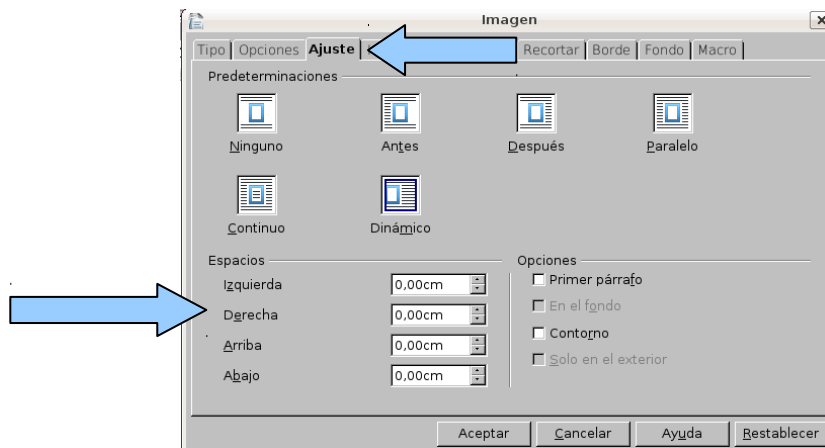 Imagen
Tipo Opciones Ajuste Recortar Borde Fondo Macro
Predeterminaciones
Ninguno Antes Después Paralelo
Continuo Dinámico
Espacios Opciones
Izquierda 0,00cm Primer párrafo
Derecha 0,00cm En el fondo
Arriba 0,00cm Contorno
Abajo 0,00cm Solo en el exterior
Aceptar Cancelar Ayuda Restablecer